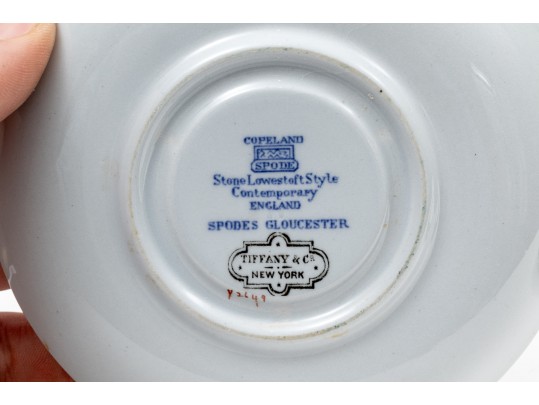 COPELAND
SPODE
Stone Lowestoft Style
Contemporary
ENGLAND
SPODES GLOUCESTER
TIFFANY & Co
NEW YORK